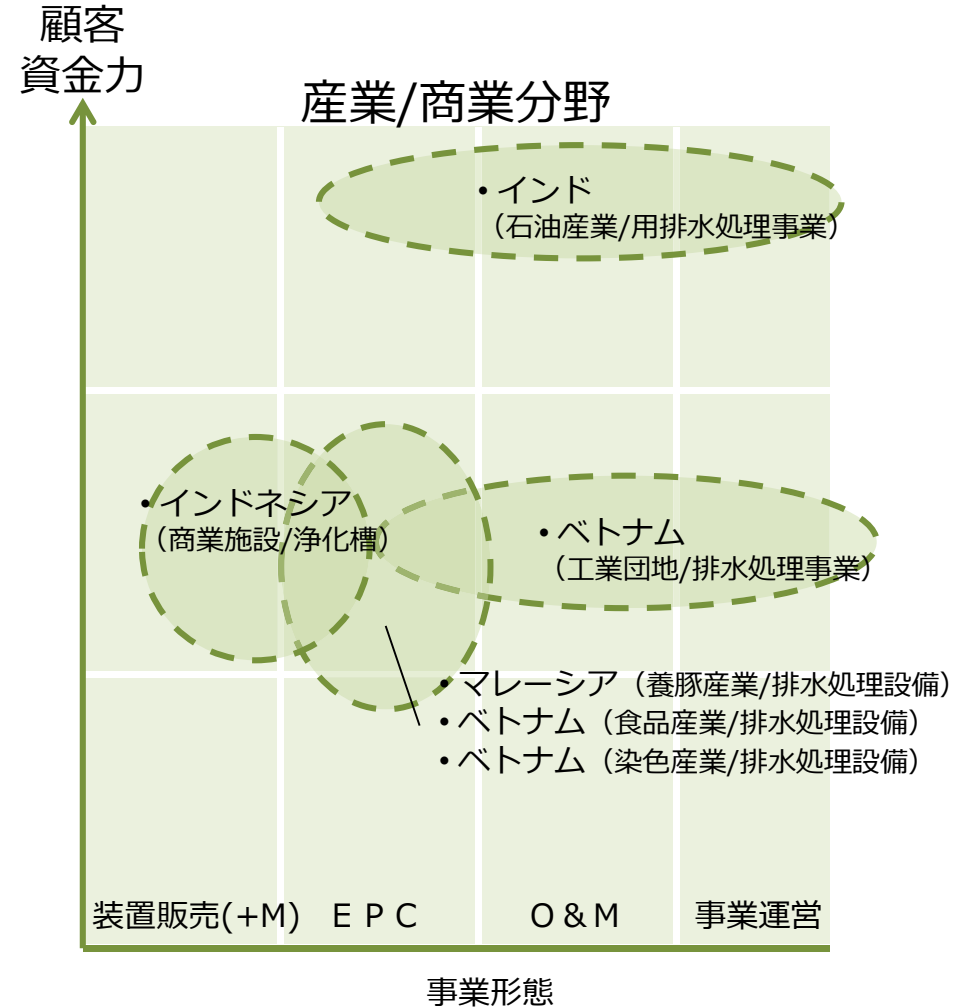 顧客
資金力
産業/商業分野
• インド
（石油産業/用排水処理事業）
• インドネシア
（商業施設/浄化槽）
• ベトナム
（工業団地/排水処理事業）
• マレーシア（養豚産業/排水処理設備）
• ベトナム（食品産業/排水処理設備）
• ベトナム（染色産業/排水処理設備）
装置販売(+M) ＥＰＣ Ｏ＆Ｍ 事業運営
事業形態